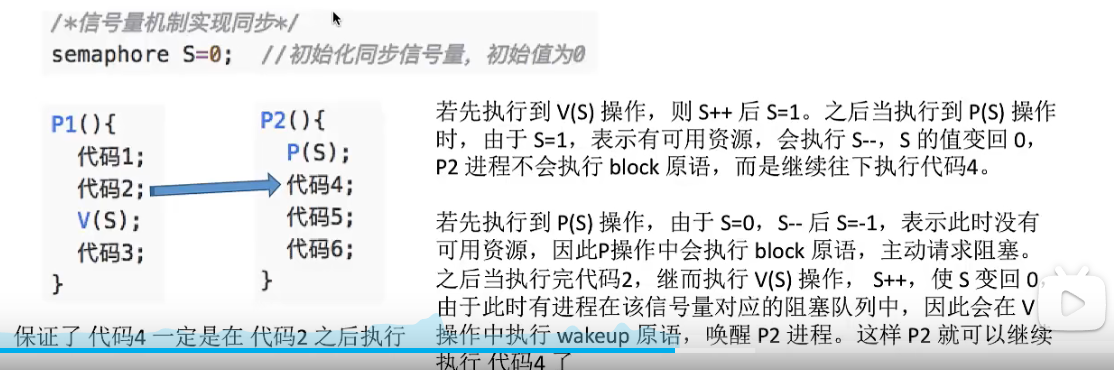 /*信号量机制实现同步*/
semaphore S=0; //初始化同步信号量，初始值为0
P1(){
代码1;
代码2;
V(S);
代码3;
}
P2(){
P(S);
代码4;
代码5;
代码6;
}
保证了 代码4 一定是在 代码2 之后执行
若先执行到 V(S) 操作，则 S++ 后 S=1。之后当执行到 P(S) 操作
时，由于 S=1，表示有可用资源，会执行 S--，S 的值变回 0，
P2 进程不会执行 block 原语，而是继续往下执行代码4。
若先执行到 P(S) 操作，由于 S=0，S-- 后 S=-1，表示此时没有
可用资源，因此P操作中会执行 block 原语，主动请求阻塞。
之后当执行完代码2，继而执行 V(S) 操作， S++，使 S 变回 0，
由于此时有进程在该信号量对应的阻塞队列中，因此会在 V
操作中执行 wakeup 原语，唤醒 P2 进程。这样 P2 就可以继续
执行 代码4 了